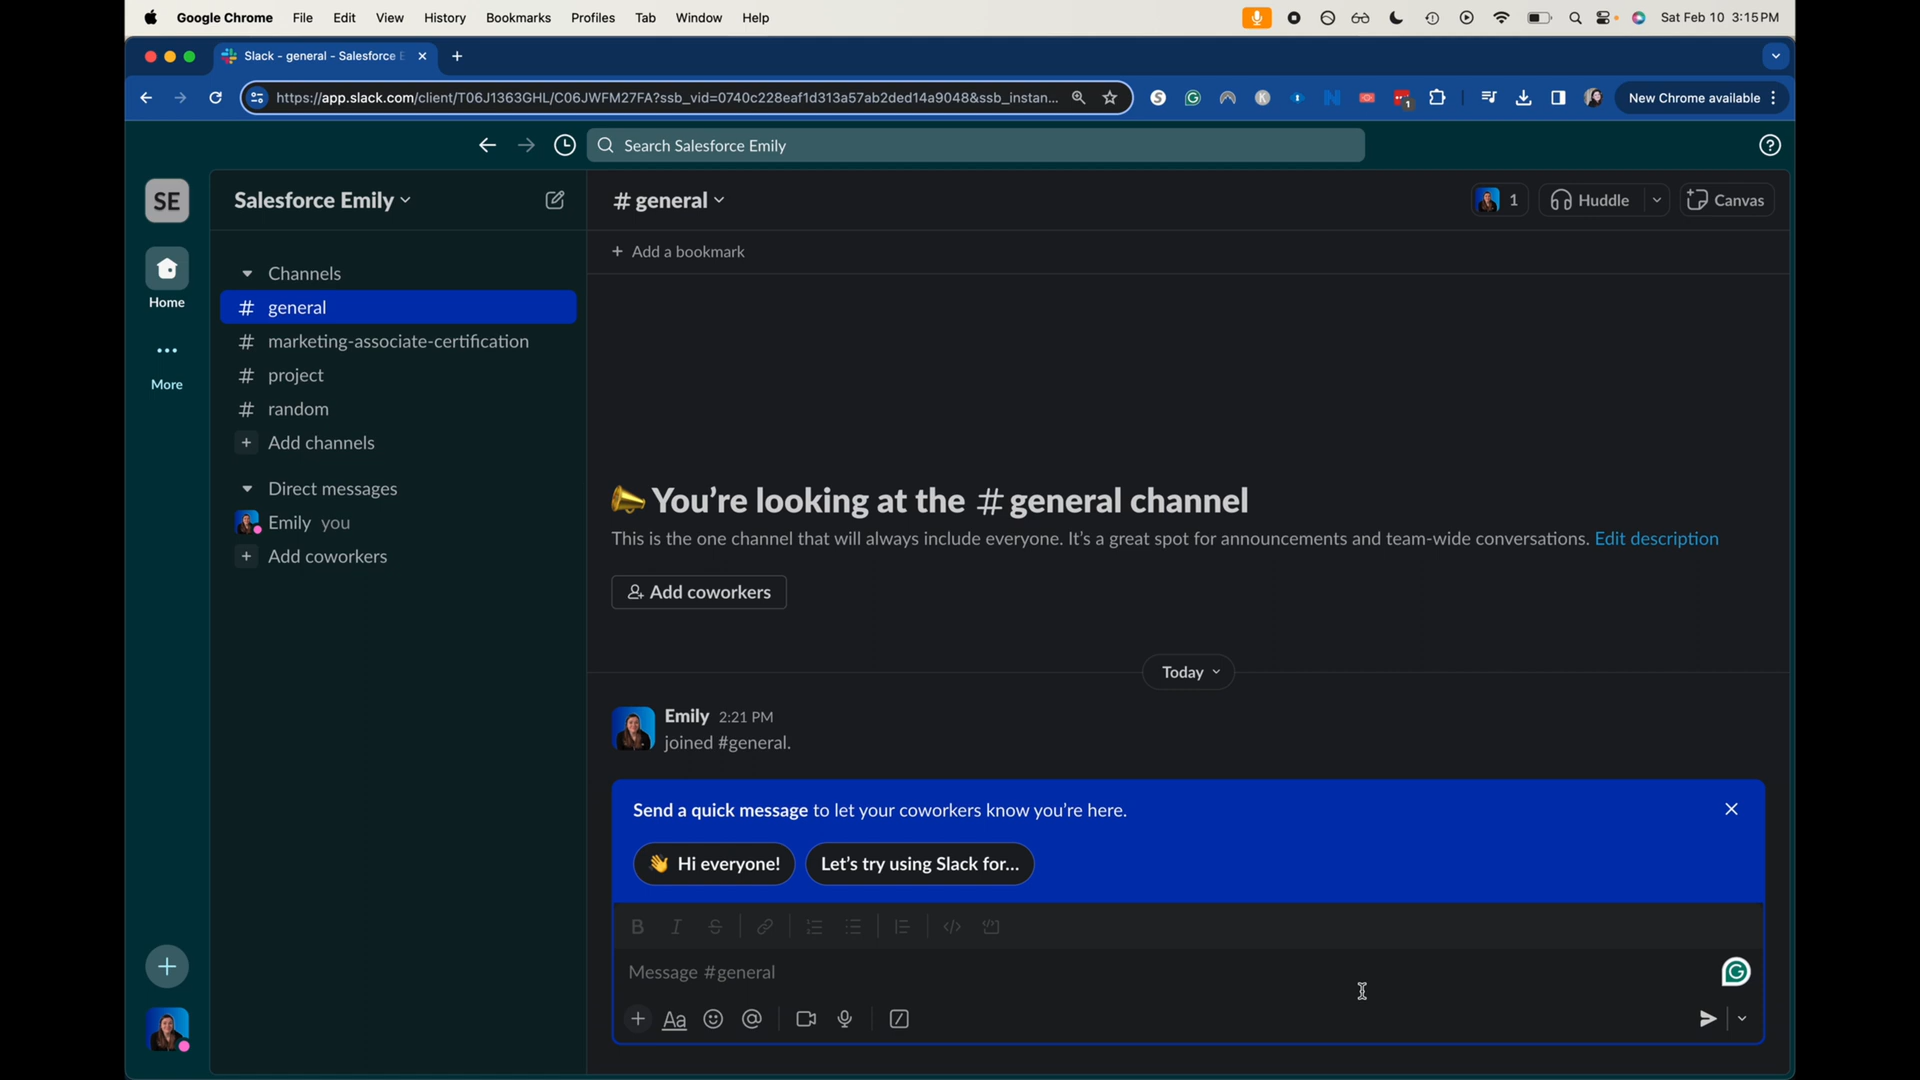 Google Chrome File Edit View History Bookmarks Profiles Tab Window Help Sat Feb 10 3:15 PM
Slack - general - Salesforce E
https://app.slack.com/client/T06J1363GHL/C06JWFM27FA?ssb_vid=0740c228eaf1d313a57ab2ded14a9048&ssb_instan... New Chrome available
Search Salesforce Emily
SE
Salesforce Emily
# general
1
Huddle
Canvas
+ Add a bookmark
Home
More
Channels
# general
# marketing-associate-certification
# project
# random
+ Add channels
Direct messages
Emily you
+ Add coworkers
You're looking at the # general channel
This is the one channel that will always include everyone. It's a great spot for announcements and team-wide conversations. Edit description
Add coworkers
Today
Emily 2:21 PM
joined #general.
Send a quick message to let your coworkers know you're here.
Hi everyone!
Let's try using Slack for...
B I S
Message #general
+ Aa @